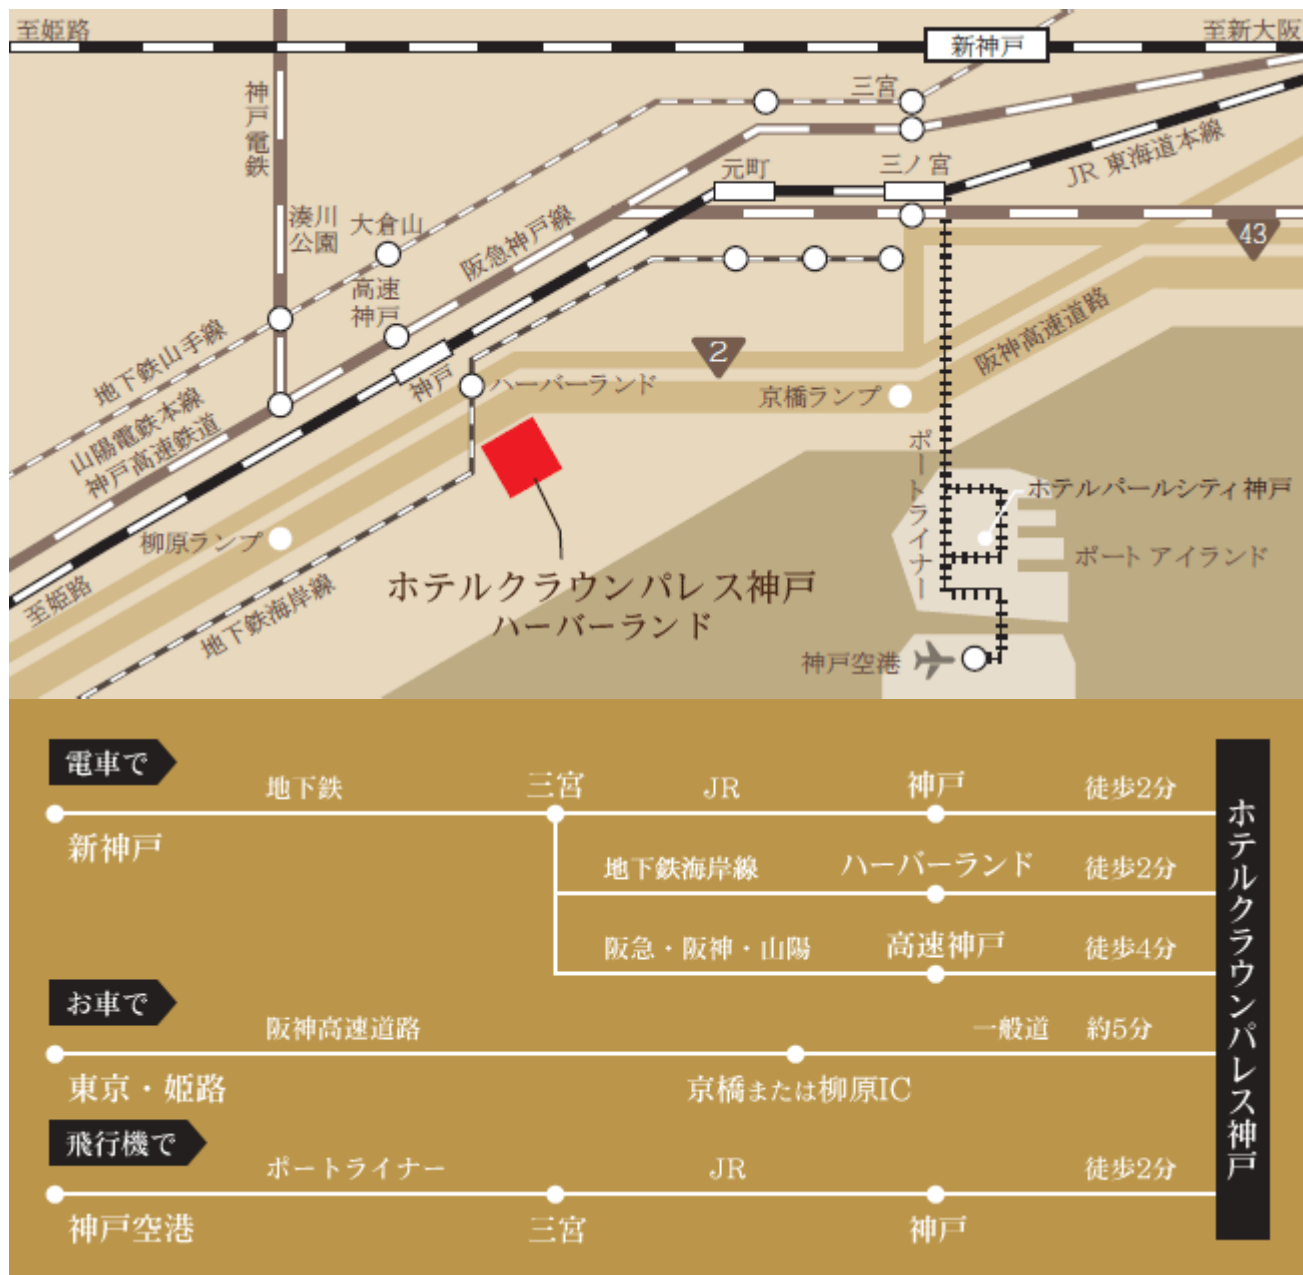 至姫路
新神戸
至新大阪
神戸電鉄
三宮
JR 東海道本線
元町
三ノ宮
湊川
公園
大倉山
阪急神戸線
43
高速
神戸
地下鉄山手線
2
阪神高速道路
神戸
ハーバーランド
京橋ランプ
山陽電鉄本線
神戸高速鉄道
ポートライナー
ホテルパールシティ神戸
柳原ランプ
ポートアイランド
至姫路
地下鉄海岸線
ホテルクラウンパレス神戸
ハーバーランド
神戸空港
電車で
地下鉄
三宮
JR
神戸
徒歩2分
新神戸
地下鉄海岸線
ハーバーランド
徒歩2分
阪急・阪神・山陽
高速神戸
徒歩4分
お車で
阪神高速道路
一般道
約5分
東京・姫路
京橋または柳原IC
飛行機で
ポートライナー
JR
徒歩2分
神戸空港
三宮
神戸
ホテルクラウンパレス神戸